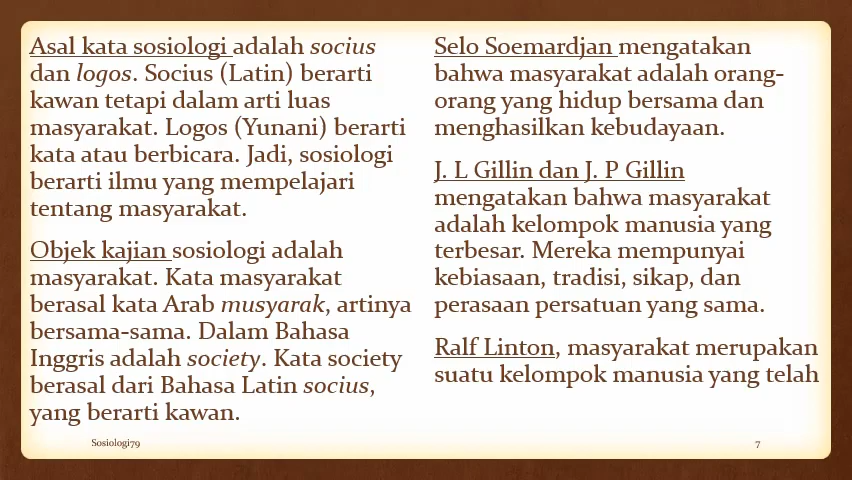 Asal kata sosiologi adalah socius
dan logos. Socius (Latin) berarti
kawan tetapi dalam arti luas
masyarakat. Logos (Yunani) berarti
kata atau berbicara. Jadi, sosiologi
berarti ilmu yang mempelajari
tentang masyarakat.
Objek kajian sosiologi adalah
masyarakat. Kata masyarakat
berasal kata Arab musyarak, artinya
bersama-sama. Dalam Bahasa
Inggris adalah society. Kata society
berasal dari Bahasa Latin socius,
yang berarti kawan.
Selo Soemardjan mengatakan
bahwa masyarakat adalah orang-
orang yang hidup bersama dan
menghasilkan kebudayaan.
J. L Gillin dan J. P Gillin
mengatakan bahwa masyarakat
adalah kelompok manusia yang
terbesar. Mereka mempunyai
kebiasaan, tradisi, sikap, dan
perasaan persatuan yang sama.
Ralf Linton, masyarakat merupakan
suatu kelompok manusia yang telah
Sosiologi79
7